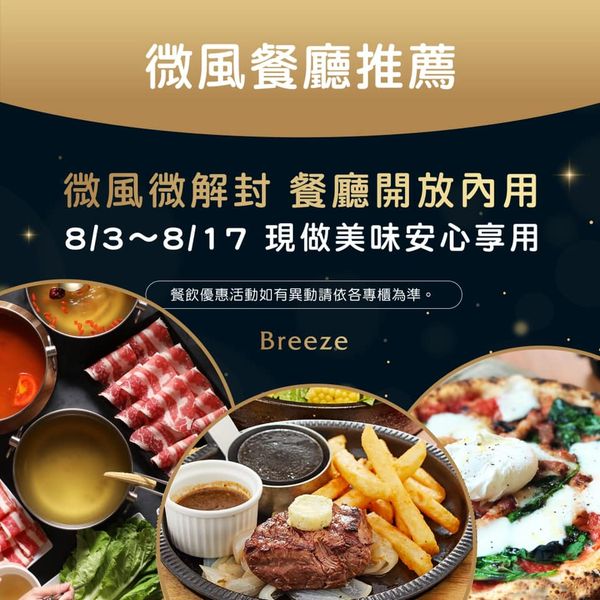 微風餐廳推薦
微風微解封 餐廳開放內用
8/3～8/17 現做美味安心享用
餐飲優惠活動如有異動請依各專櫃為準。
Breeze